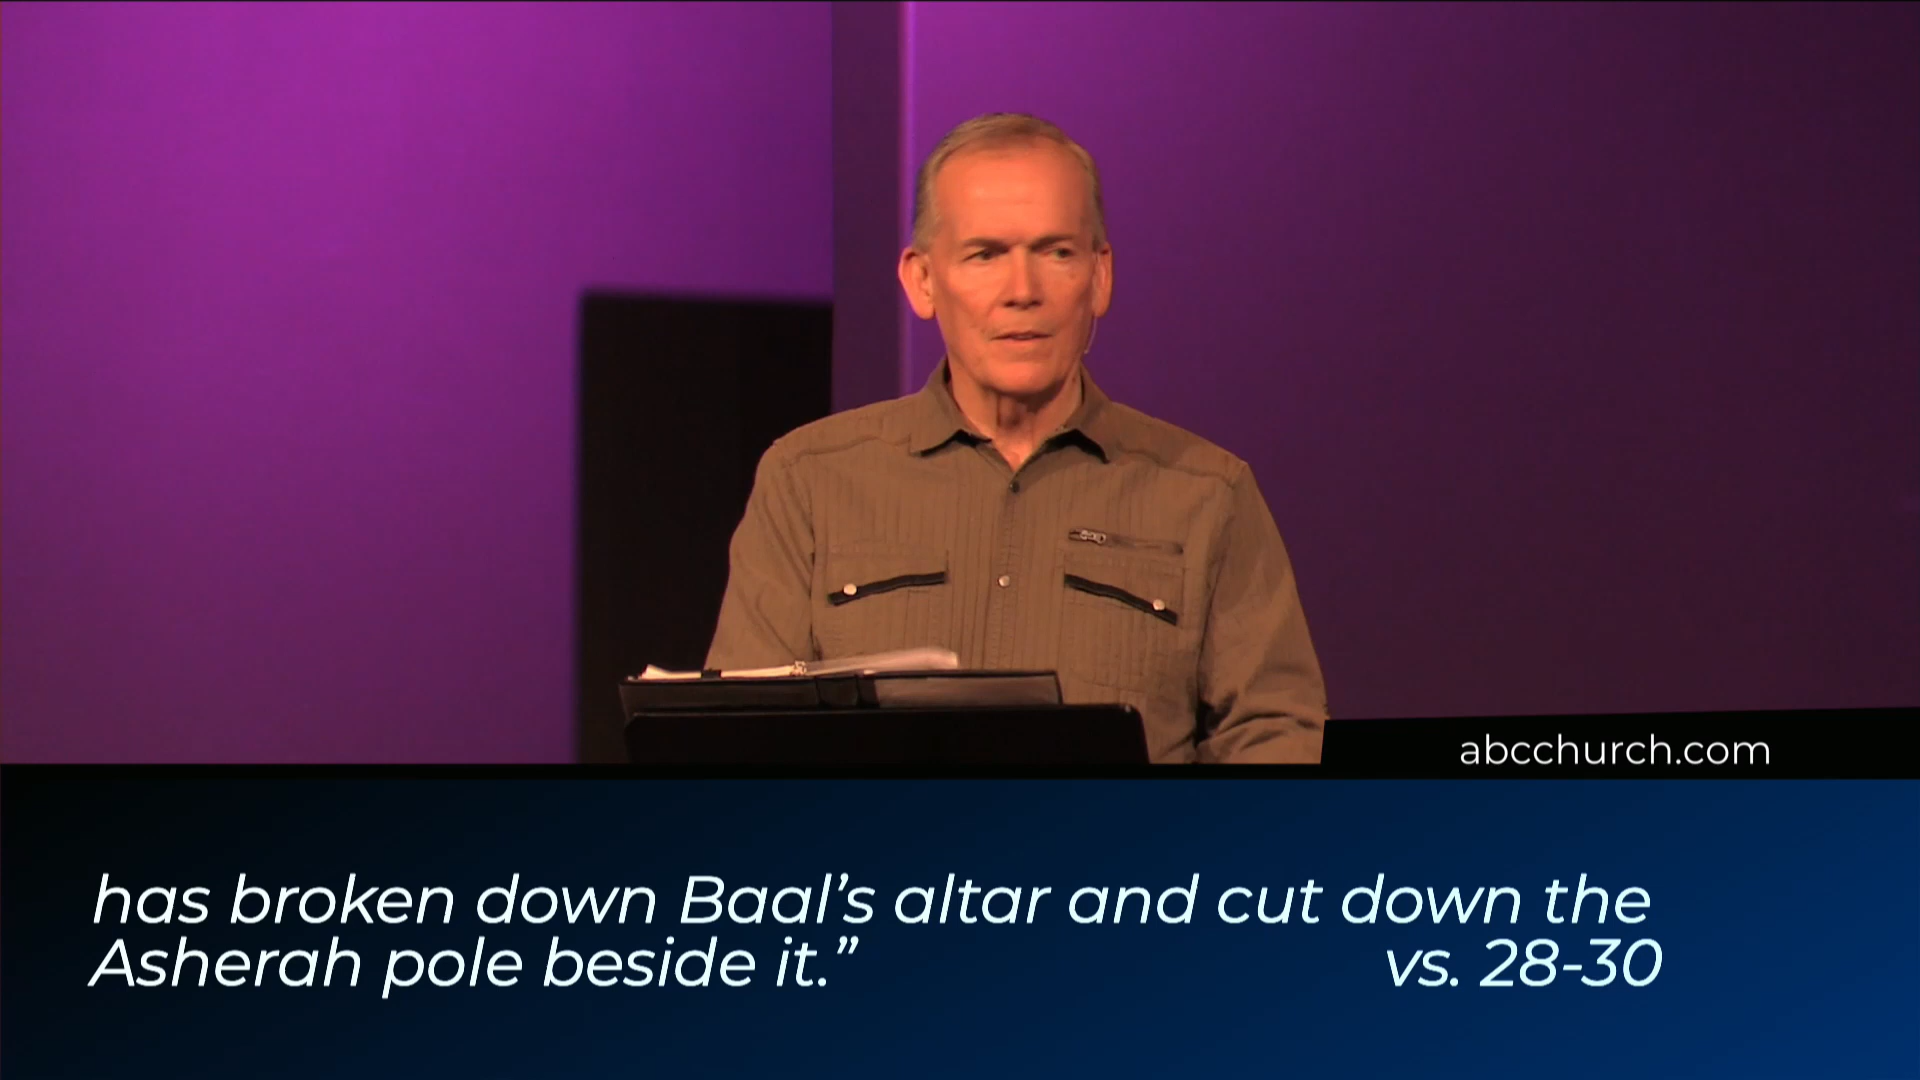 abcchurch.com
has broken down Baal’s altar and cut down the
Asherah pole beside it.” vs. 28-30